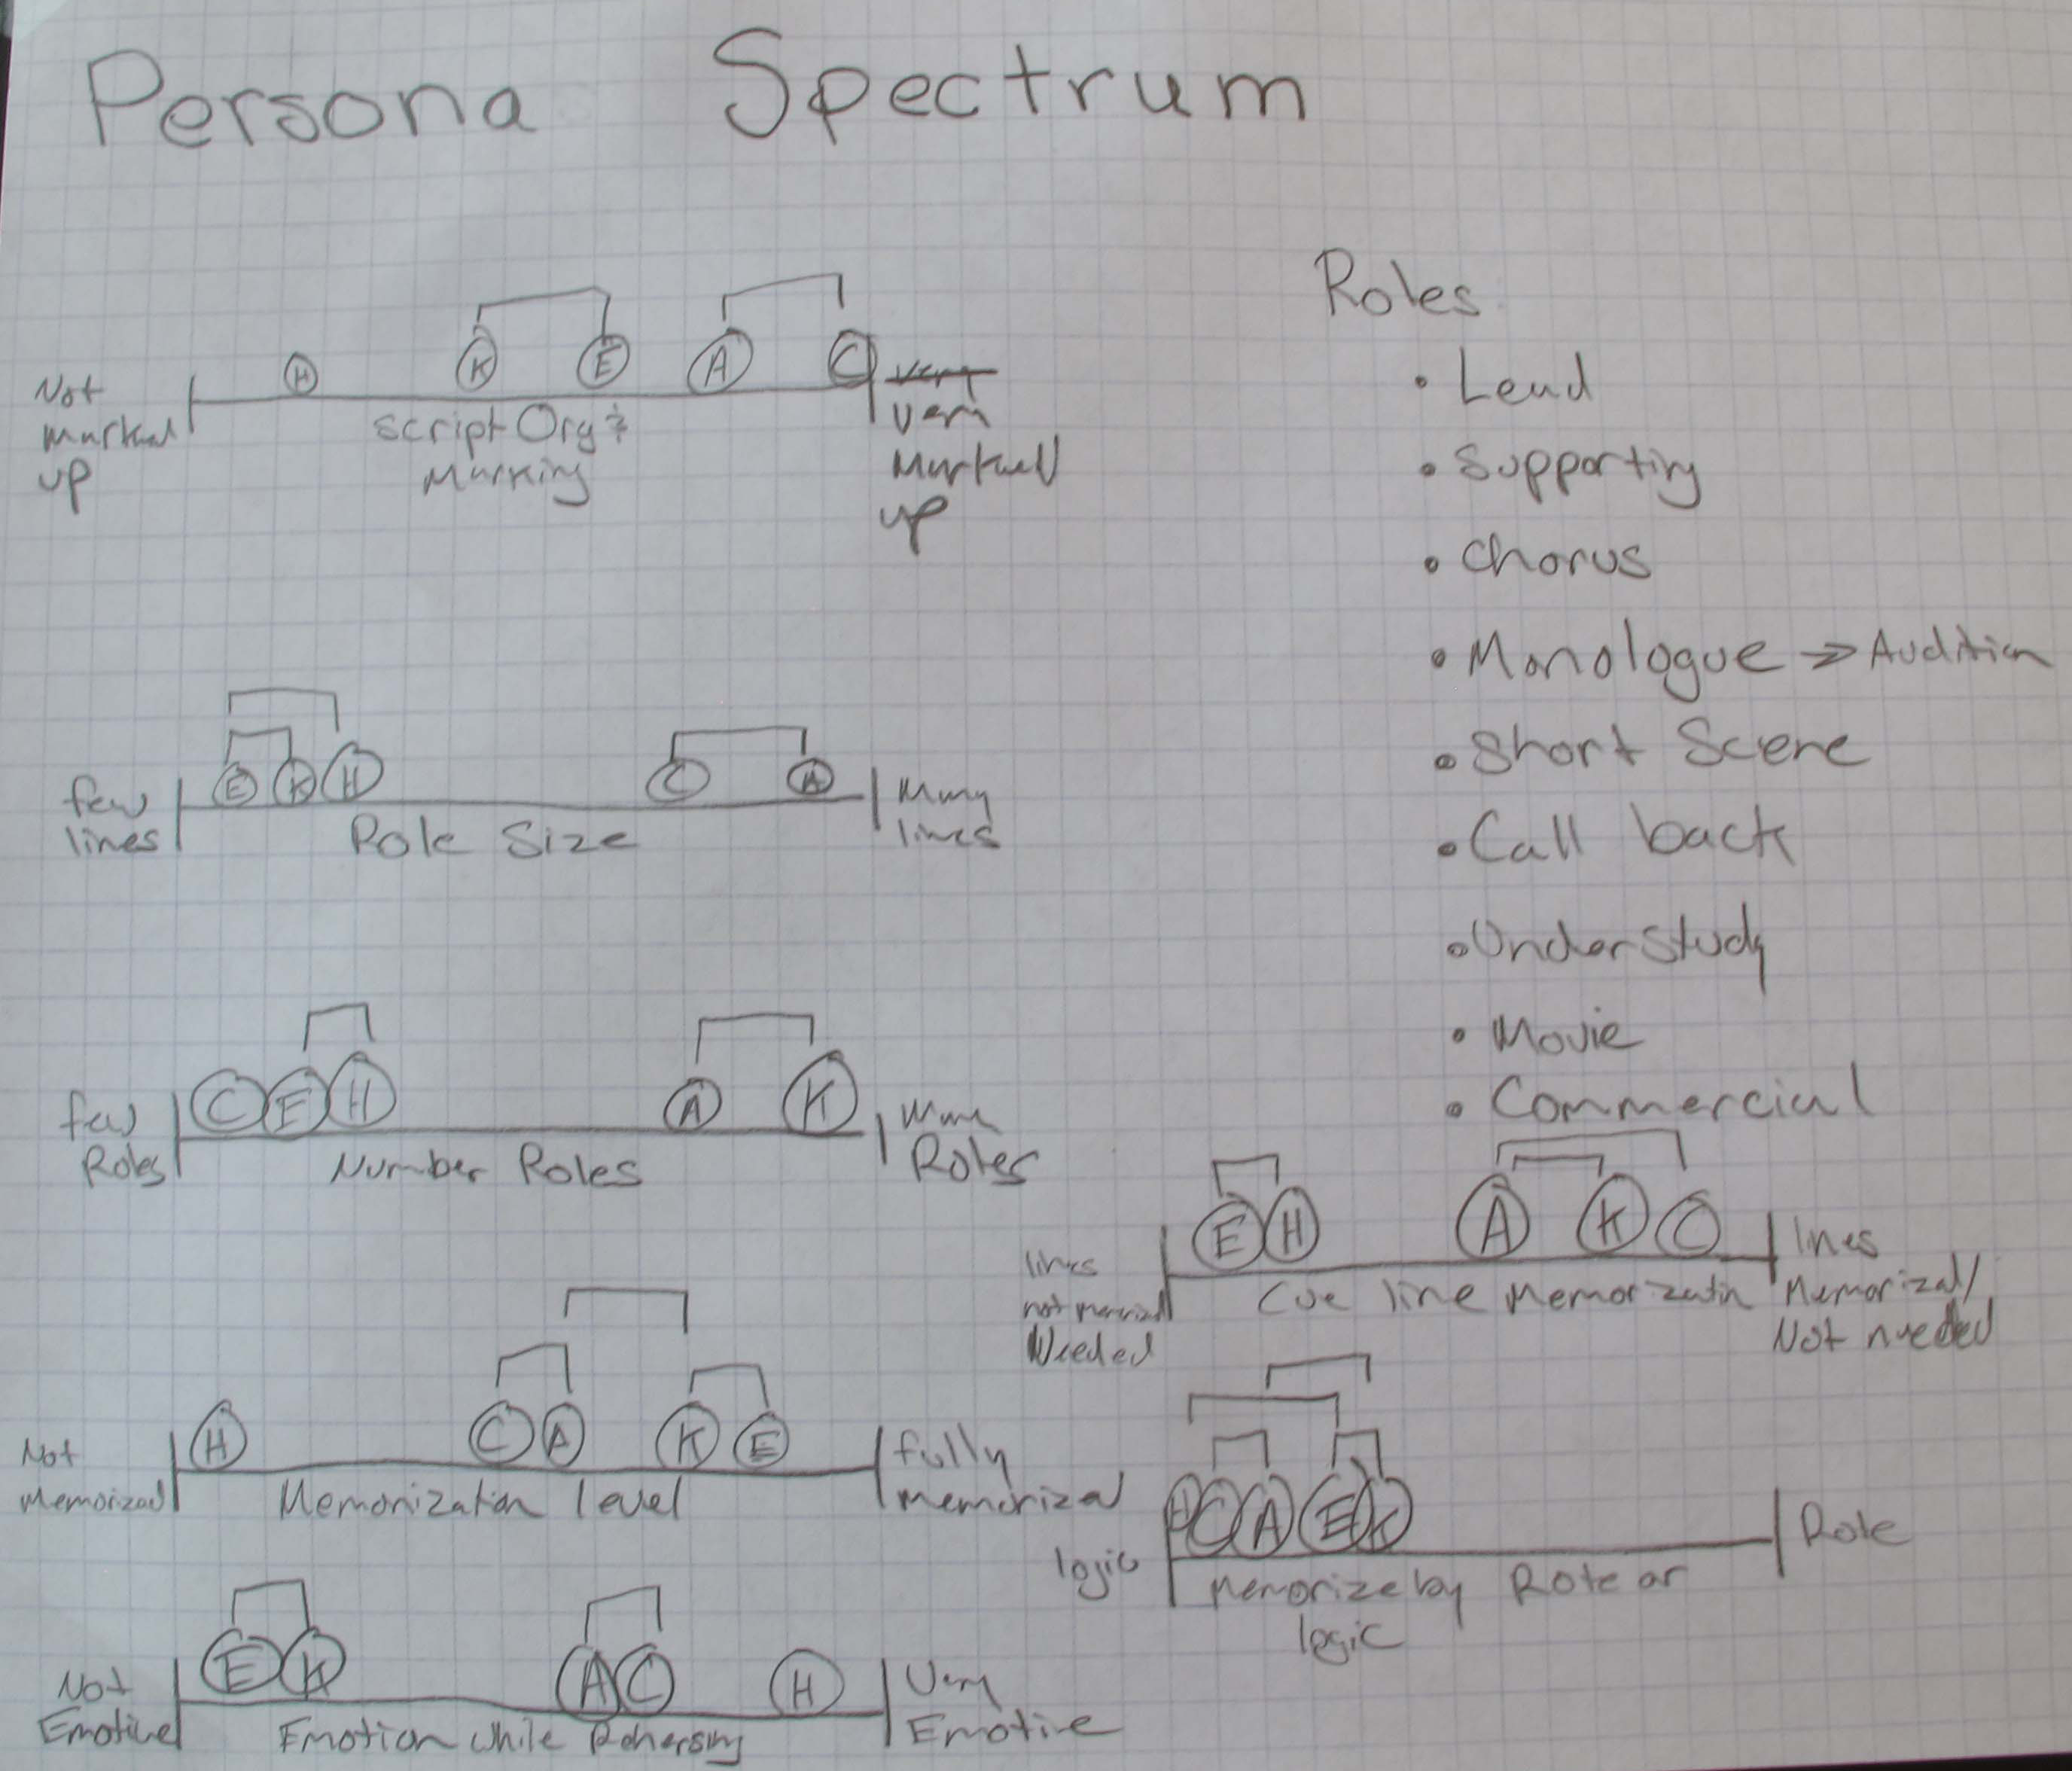 Persona Spectrum
H K E A C
Not
Marked
up
Script Org &
Marking
very
Very
Marked
up
E K H C A
few
lines
Role Size
Many
lines
C E H A K
few
Roles
Number Roles
Many
Roles
H C A K E
Not
Memorized
Memorization level
fully
memorized
E K A C H
Not
Emotive
Emotion while Rehersing
Very
Emotive
Roles
• Lead
• Supporting
• Chorus
• Monologue → Audition
• Short Scene
• Call back
• Understudy
• Movie
• Commercial
E H A K C
lines
not memorized
Needed
Cue line Memorization
lines
Memorized/
Not needed
H C A E K
logic
Memorize by Rote or
logic
Role